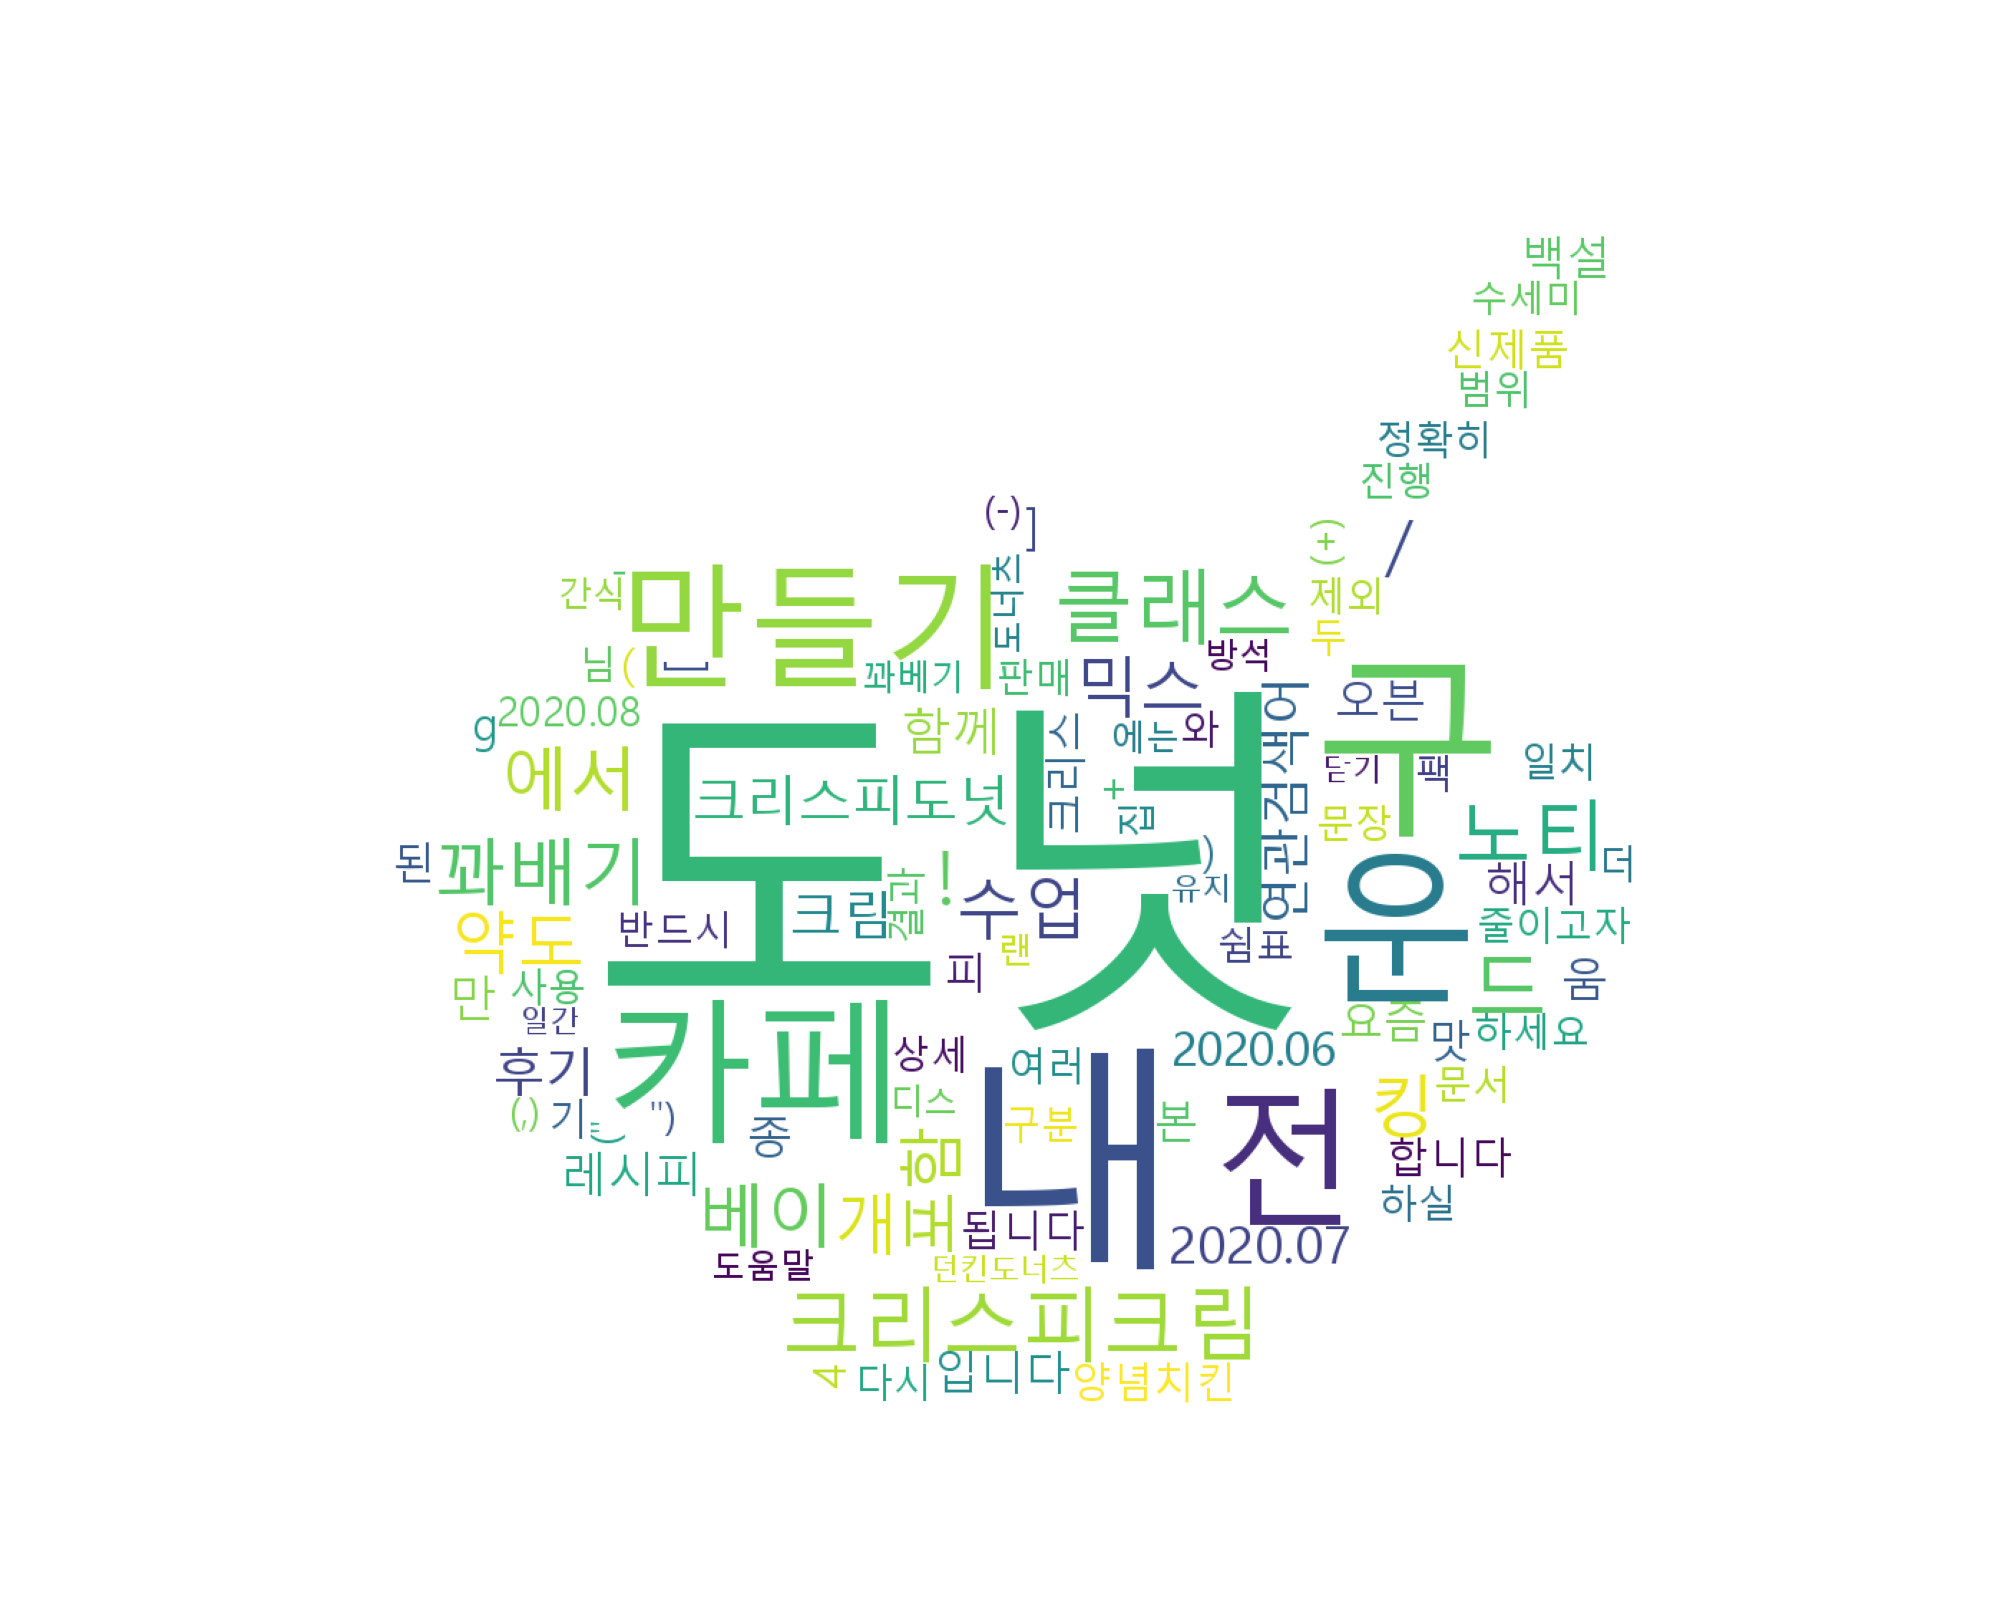 백설
수세미
신제품
범위
정확히
진행
(-)
]
(+)
/
간식
만들기
도너츠
클래스
제외
두
님
(
꽈배기
판매
믹스
방석
구
오븐
2020.08
g
함께
크리스
에는
와
연관검색어
에서
도넛
크리스피도넛
+
집
듣기
팩
일치
문장
노티
더
된
꽈배기
크림
결과
!
수업
)
유지
운
해서
약도
반드시
피
랜
쉼표
줄이고자
드
움
만
사용
일간
카페
상세
여러
2020.06
요즘
맛
하세요
후기
내
전
킹
문서
(,)
기
")
종
디스
구분
본
합니다
레시피
포함
하실
베이
개
됩니다
2020.07
도움말
던킨도너츠
크리스피크림
4
다시
입니다
양념치킨